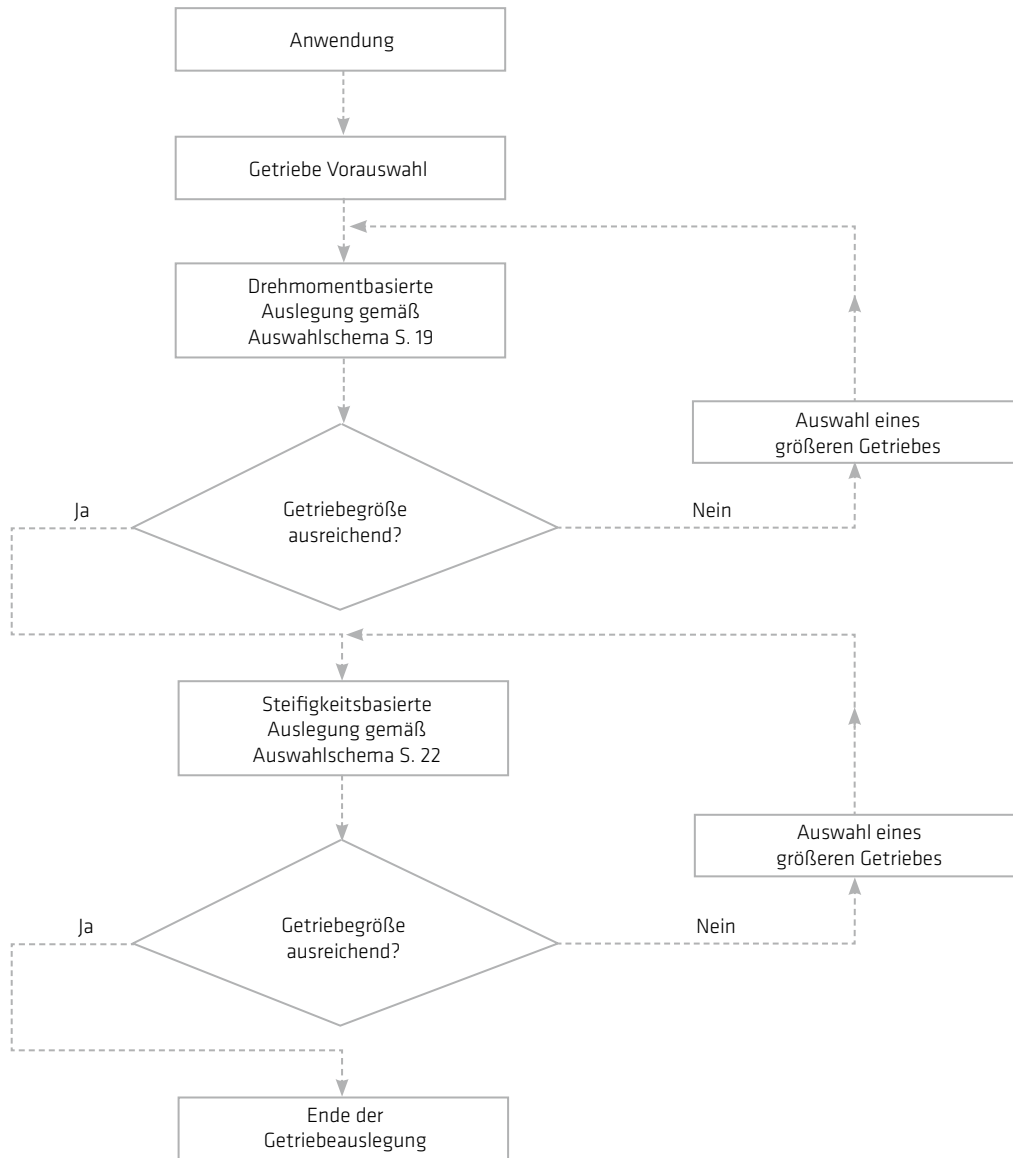 Anwendung
Getriebe Vorauswahl
Drehmomentbasierte
Auslegung gemäß
Auswahlschema S. 19
Auswahl eines
größeren Getriebes
Ja
Getriebegröße
ausreichend?
Nein
Steifigkeitsbasierte
Auslegung gemäß
Auswahlschema S. 22
Auswahl eines
größeren Getriebes
Ja
Getriebegröße
ausreichend?
Nein
Ende der
Getriebeauslegung